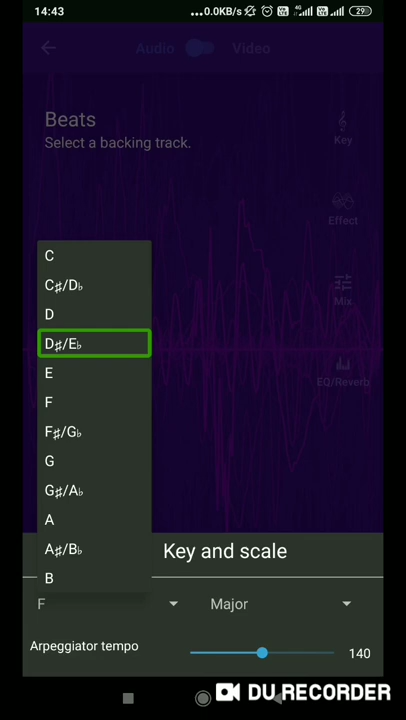 14:43
...0.0KB/s 4G 29
Audio Video
Beats
Select a backing track.
Key
Effect
Mix
EQ/Reverb
C
C♯/D♭
D
D♯/E♭
E
F
F♯/G♭
G
G♯/A♭
A
A♯/B♭
B
Key and scale
F Major
Arpeggiator tempo 140
DU RECORDER